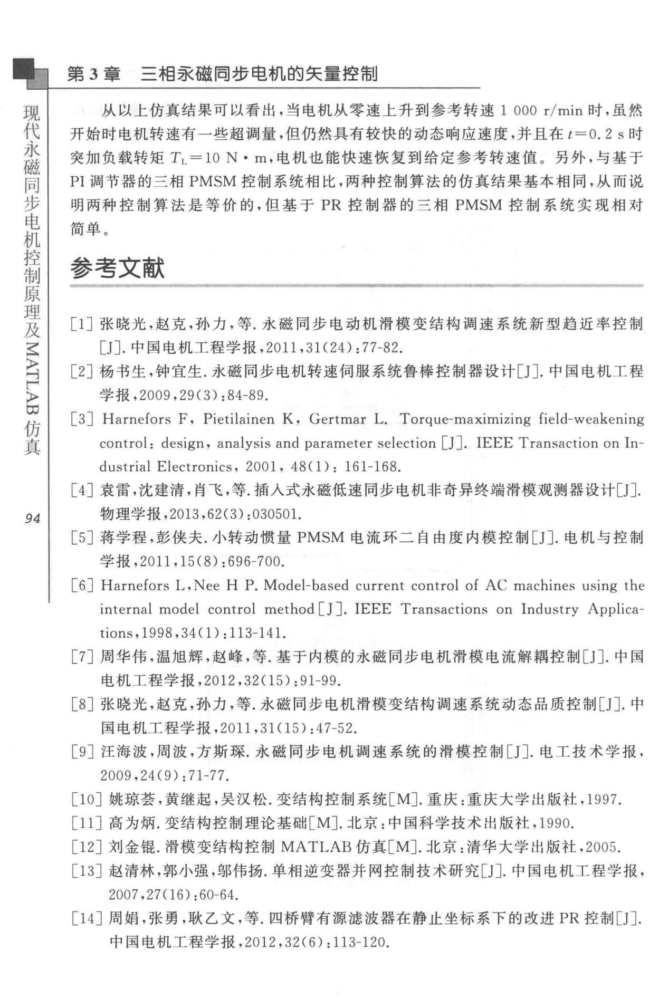 第 3 章　三相永磁同步电机的矢量控制
从以上仿真结果可以看出,当电机从零速上升到参考转速 1 000 r/min 时,虽然
开始时电机转速有一些超调量,但仍然具有较快的动态响应速度,并且在 t=0.2 s 时
突加负载转矩 T_L=10 N·m,电机也能快速恢复到给定参考转速值。另外,与基于
PI 调节器的三相 PMSM 控制系统相比,两种控制算法的仿真结果基本相同,从而说
明两种控制算法是等价的,但基于 PR 控制器的三相 PMSM 控制系统实现相对
简单。
参考文献
[1] 张晓光,赵克,孙力,等. 永磁同步电动机滑模变结构调速系统新型趋近率控制
[J]. 中国电机工程学报,2011,31(24):77-82.
[2] 杨书生,钟宜生. 永磁同步电机转速伺服系统鲁棒控制器设计[J]. 中国电机工程
学报,2009,29(3):84-89.
[3] Harnefors F, Pietilainen K, Gertmar L. Torque-maximizing field-weakening
control: design, analysis and parameter selection [J]. IEEE Transaction on In-
dustrial Electronics, 2001, 48(1): 161-168.
[4] 袁雷,沈建清,肖飞,等. 插入式永磁低速同步电机非奇异终端滑模观测器设计[J].
物理学报,2013,62(3):030501.
[5] 蒋学程,彭侠夫. 小转动惯量 PMSM 电流环二自由度内模控制[J]. 电机与控制
学报,2011,15(8):696-700.
[6] Harnefors L,Nee H P. Model-based current control of AC machines using the
internal model control method[J]. IEEE Transactions on Industry Applica-
tions,1998,34(1):113-141.
[7] 周华伟,温旭辉,赵峰,等. 基于内模的永磁同步电机滑模电流解耦控制[J]. 中国
电机工程学报,2012,32(15):91-99.
[8] 张晓光,赵克,孙力,等. 永磁同步电机滑模变结构调速系统动态品质控制[J]. 中
国电机工程学报,2011,31(15):47-52.
[9] 汪海波,周波,方斯琛. 永磁同步电机调速系统的滑模控制[J]. 电工技术学报,
2009,24(9):71-77.
[10] 姚琼荟,黄继起,吴汉松. 变结构控制系统[M]. 重庆:重庆大学出版社,1997.
[11] 高为炳. 变结构控制理论基础[M]. 北京:中国科学技术出版社,1990.
[12] 刘金锟. 滑模变结构控制 MATLAB 仿真[M]. 北京:清华大学出版社,2005.
[13] 赵清林,郭小强,邬伟扬. 单相逆变器并网控制技术研究[J]. 中国电机工程学报,
2007,27(16):60-64.
[14] 周娟,张勇,耿乙文,等. 四桥臂有源滤波器在静止坐标系下的改进 PR 控制[J].
中国电机工程学报,2012,32(6):113-120.
现代永磁同步电机控制原理及MATLAB仿真
94